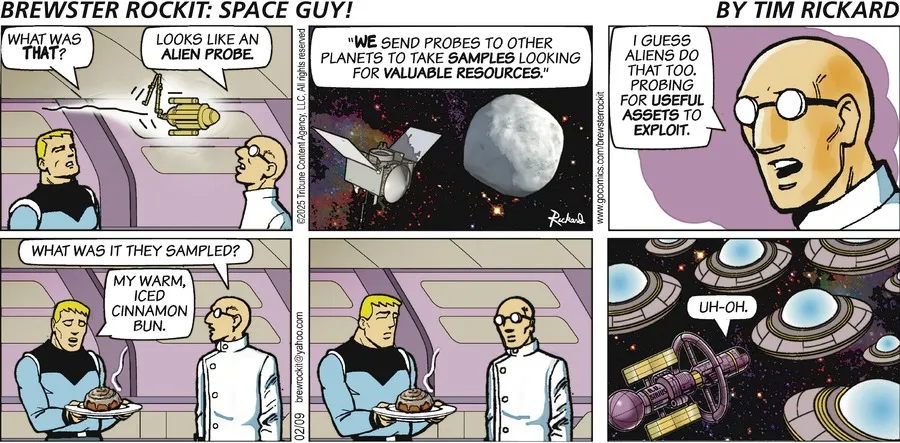 BREWSTER ROCKIT: SPACE GUY!
BY TIM RICKARD
WHAT WAS
THAT?
LOOKS LIKE AN
ALIEN PROBE.
©2025 Tribune Content Agency, LLC. All rights reserved
"WE SEND PROBES TO OTHER
PLANETS TO TAKE SAMPLES LOOKING
FOR VALUABLE RESOURCES."
Rickard
www.gocomics.com/brewsterrockit
I GUESS
ALIENS DO
THAT TOO.
PROBING
FOR USEFUL
ASSETS TO
EXPLOIT.
WHAT WAS IT THEY SAMPLED?
MY WARM,
ICED
CINNAMON
BUN.
02/09 brewrockit@yahoo.com
UH-OH.